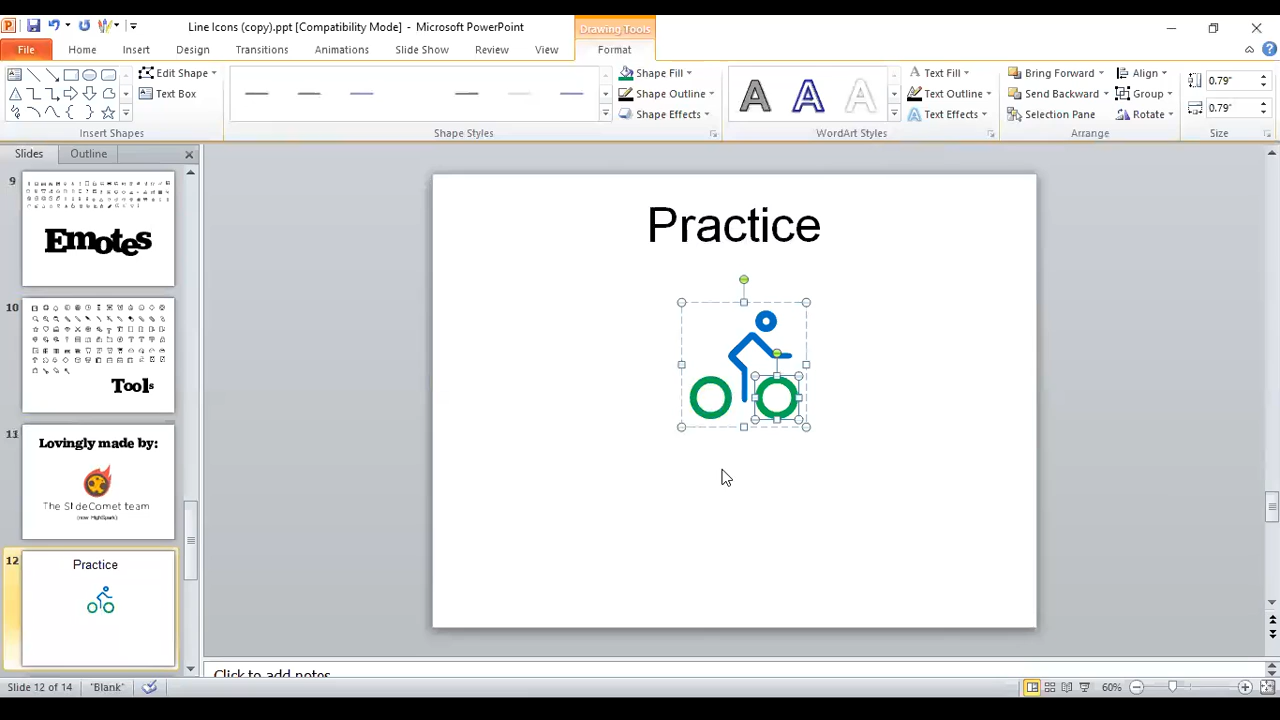 Line Icons (copy).ppt [Compatibility Mode] - Microsoft PowerPoint
Drawing Tools
File Home Insert Design Transitions Animations Slide Show Review View Format
Edit Shape
Text Box
Insert Shapes
Shape Fill
Shape Outline
Shape Effects
Shape Styles
A A A
Text Fill
Text Outline
Text Effects
WordArt Styles
Bring Forward
Send Backward
Selection Pane
Align
Group
Rotate
Arrange
0.79"
0.79"
Size
Slides Outline
9
Emotes
10
Tools
11
Lovingly made by:
The SlideComet team
(now HighSpark)
12
Practice
Practice
Click to add notes
Slide 12 of 14 "Blank" 60%